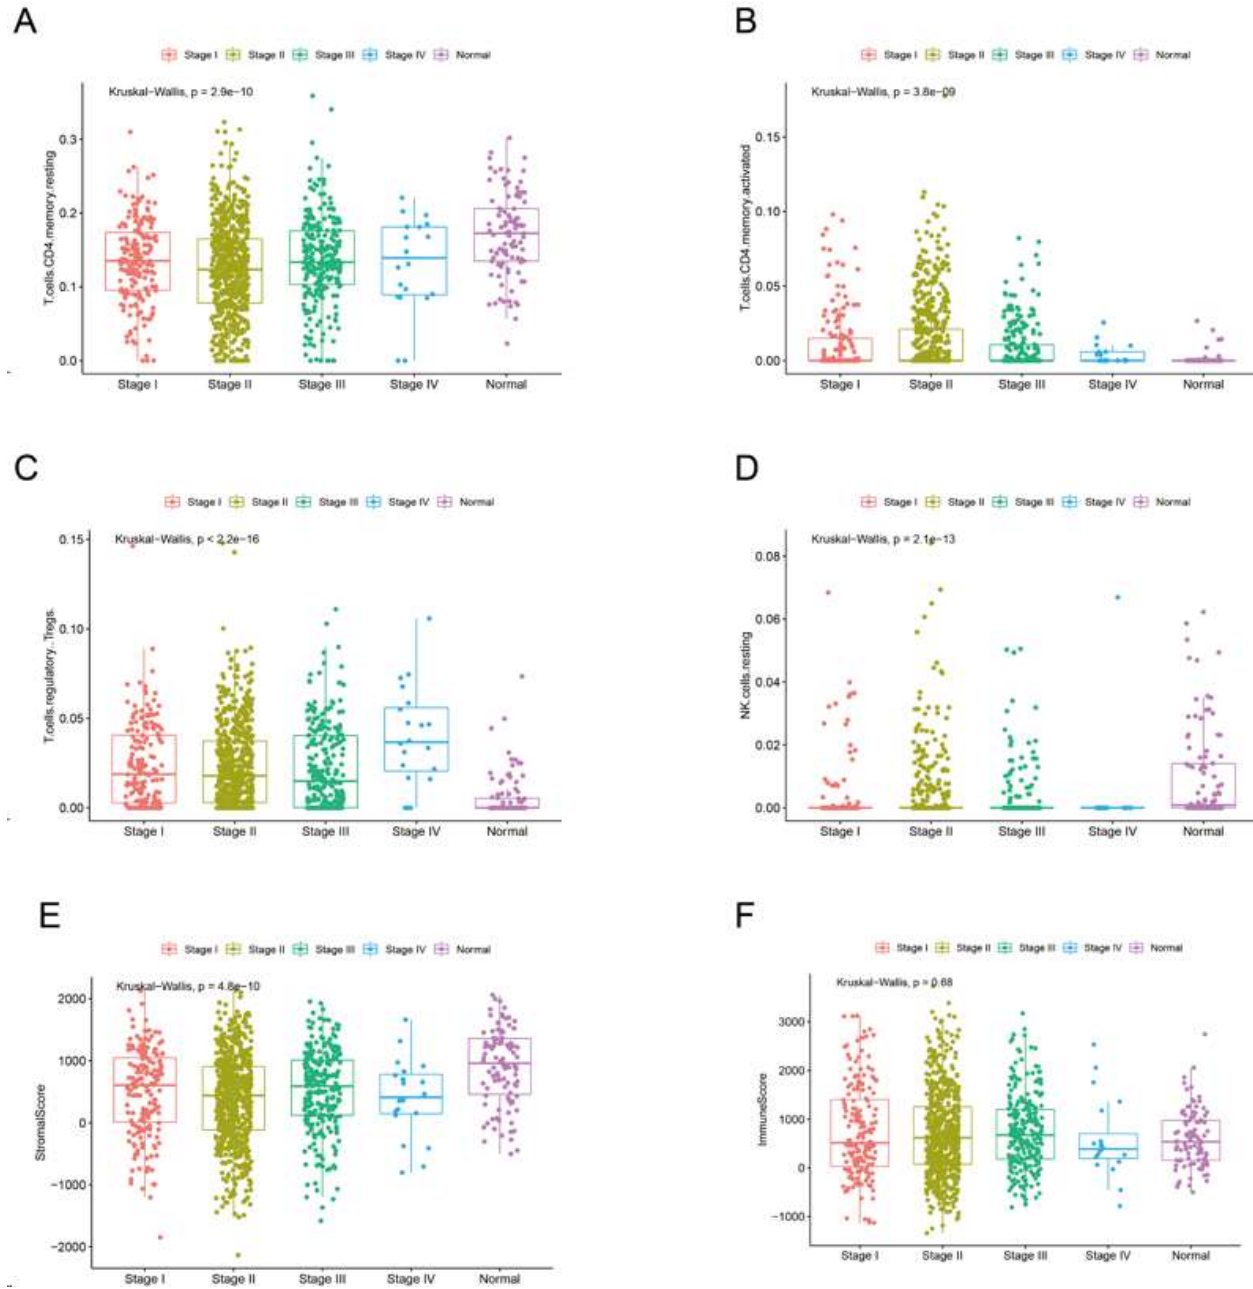 A
Stage I Stage II Stage III Stage IV Normal
Kruskal−Wallis, p = 2.9e−10
T.cells.CD4.memory.resting
0.3
0.2
0.1
0.0
Stage I Stage II Stage III Stage IV Normal
B
Stage I Stage II Stage III Stage IV Normal
Kruskal−Wallis, p = 3.8e−09
T.cells.CD4.memory.activated
0.15
0.10
0.05
0.00
Stage I Stage II Stage III Stage IV Normal
C
Stage I Stage II Stage III Stage IV Normal
Kruskal−Wallis, p < 2.2e−16
T.cells.regulatory..Tregs.
0.15
0.10
0.05
0.00
Stage I Stage II Stage III Stage IV Normal
D
Stage I Stage II Stage III Stage IV Normal
Kruskal−Wallis, p = 2.1e−13
NK.cells.resting
0.08
0.06
0.04
0.02
0.00
Stage I Stage II Stage III Stage IV Normal
E
Stage I Stage II Stage III Stage IV Normal
Kruskal−Wallis, p = 4.8e−10
StromalScore
2000
1000
0
−1000
−2000
Stage I Stage II Stage III Stage IV Normal
F
Stage I Stage II Stage III Stage IV Normal
Kruskal−Wallis, p = 0.68
ImmuneScore
3000
2000
1000
0
−1000
Stage I Stage II Stage III Stage IV Normal